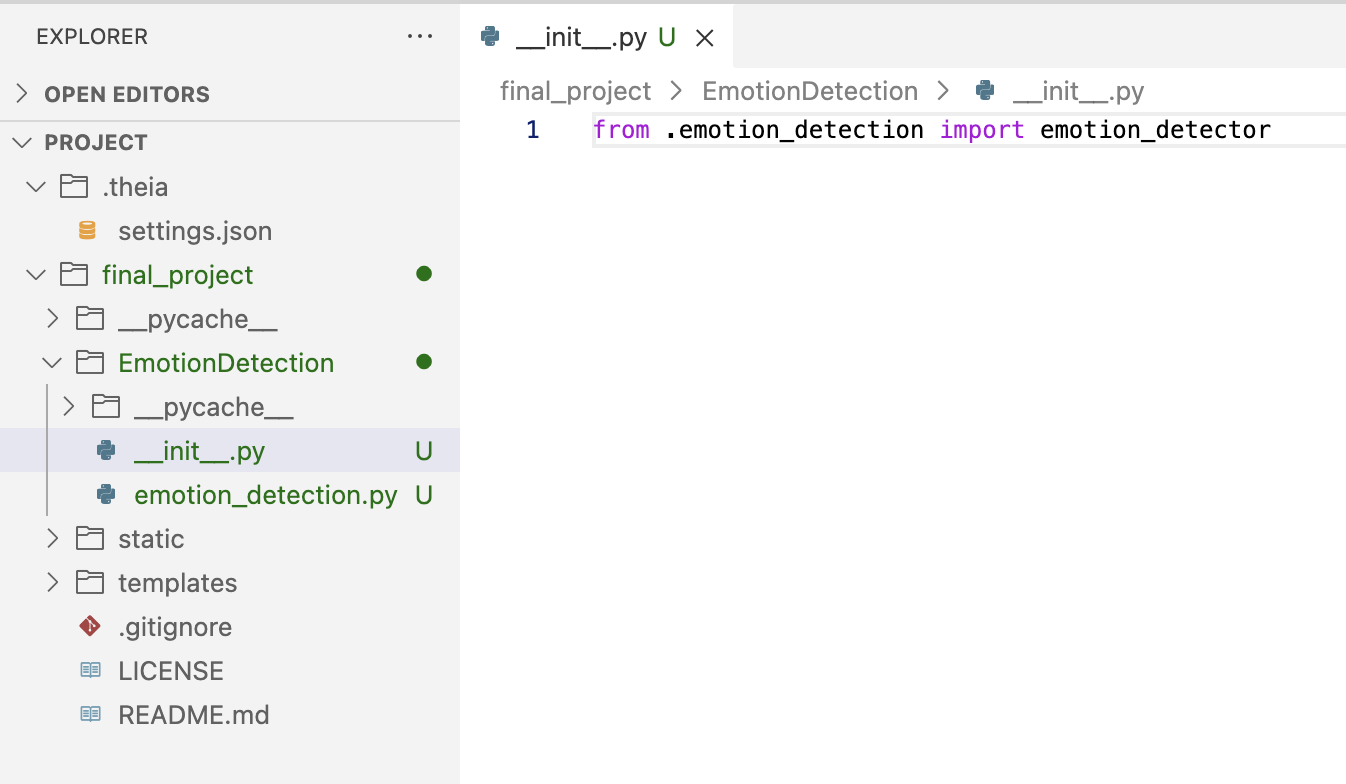 EXPLORER
OPEN EDITORS
PROJECT
.theia
settings.json
final_project
__pycache__
EmotionDetection
__pycache__
__init__.py U
emotion_detection.py U
static
templates
.gitignore
LICENSE
README.md
__init__.py U
final_project > EmotionDetection > __init__.py
1 from .emotion_detection import emotion_detector